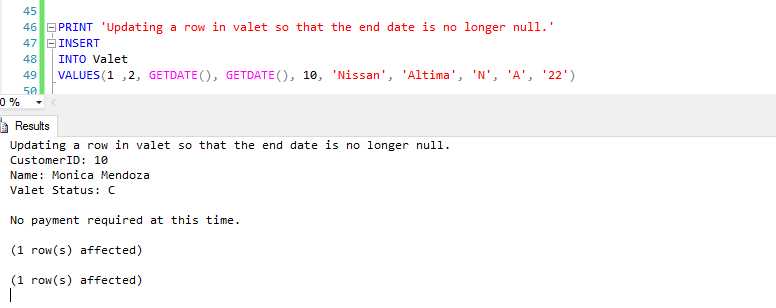 45
46 PRINT 'Updating a row in valet so that the end date is no longer null.'
47 INSERT
48 INTO Valet
49 VALUES(1 ,2, GETDATE(), GETDATE(), 10, 'Nissan', 'Altima', 'N', 'A', '22')
50
0 %
Results
Updating a row in valet so that the end date is no longer null.
CustomerID: 10
Name: Monica Mendoza
Valet Status: C
No payment required at this time.
(1 row(s) affected)
(1 row(s) affected)